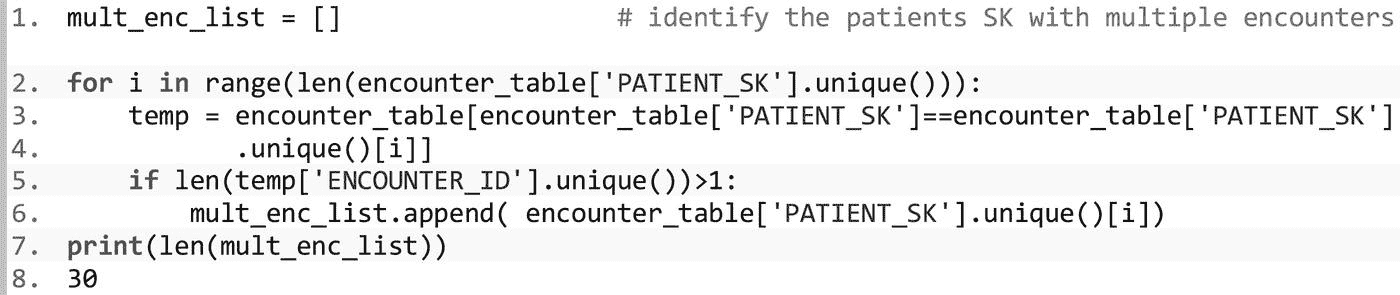 1. mult_enc_list = []                  # identify the patients SK with multiple encounters
2. for i in range(len(encounter_table['PATIENT_SK'].unique())):
3.     temp = encounter_table[encounter_table['PATIENT_SK']==encounter_table['PATIENT_SK']
4.            .unique()[i]]
5.     if len(temp['ENCOUNTER_ID'].unique())>1:
6.         mult_enc_list.append( encounter_table['PATIENT_SK'].unique()[i])
7. print(len(mult_enc_list))
8. 30